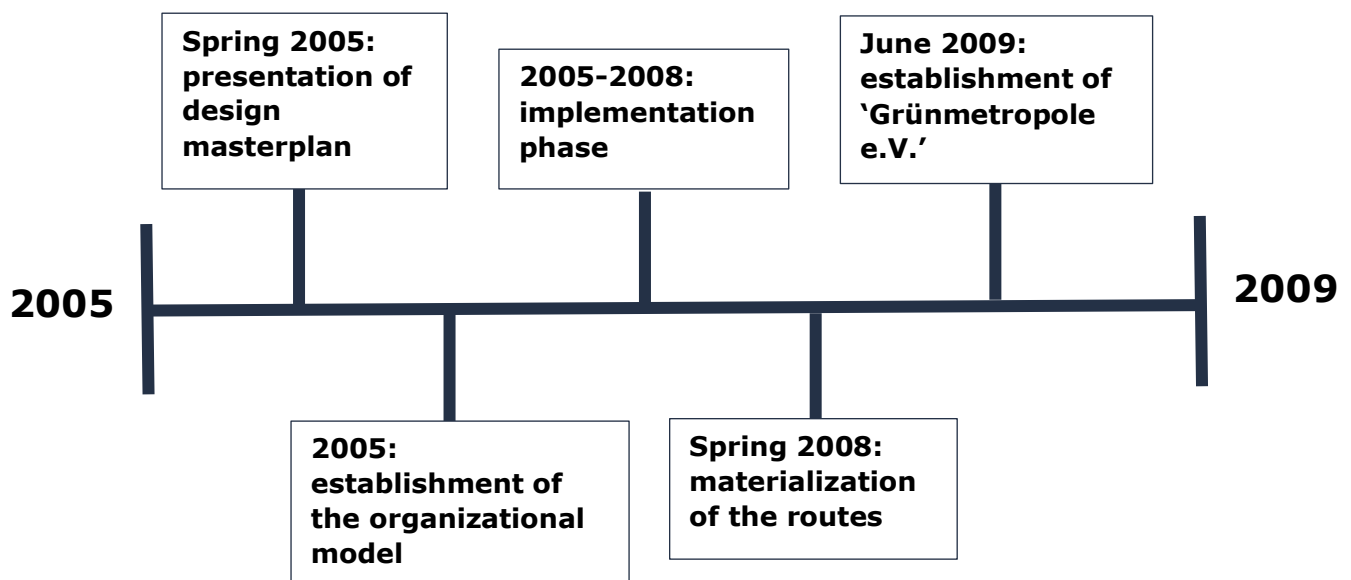 Spring 2005:
presentation of
design
masterplan
2005-2008:
implementation
phase
June 2009:
establishment of
‘Grünmetropole
e.V.’
2005
2009
2005:
establishment of
the organizational
model
Spring 2008:
materialization
of the routes